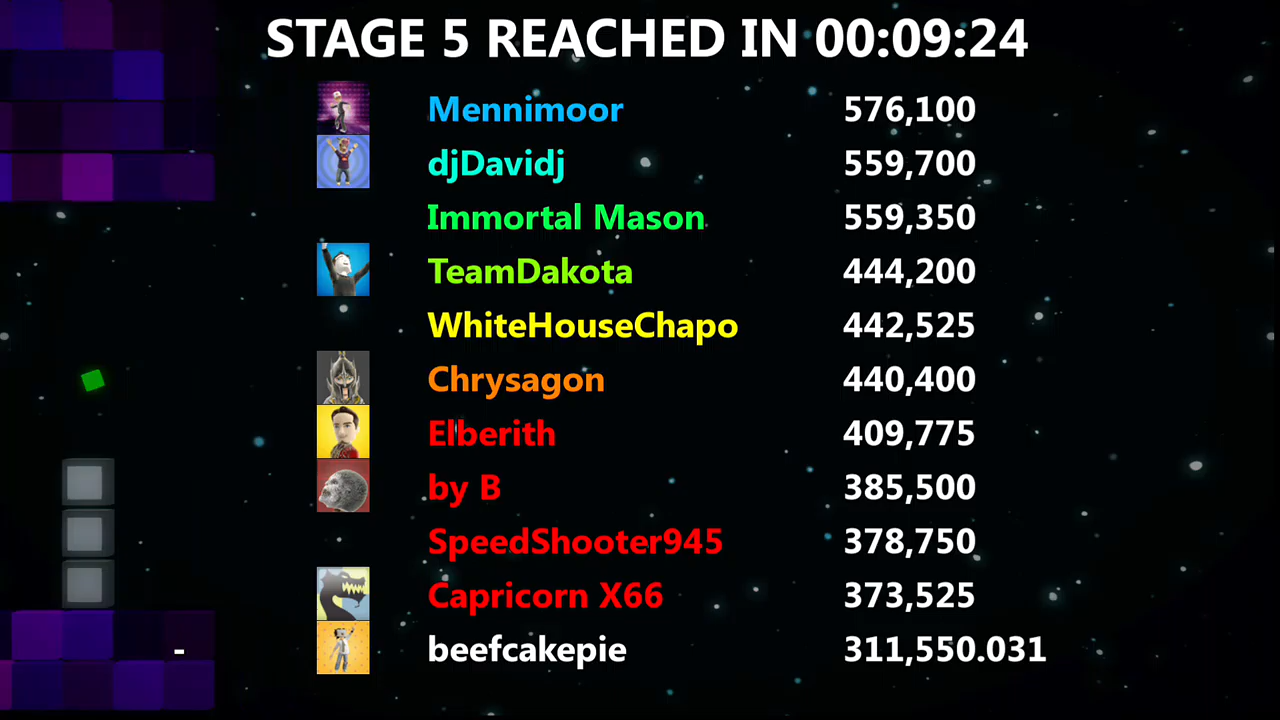 STAGE 5 REACHED IN 00:09:24
Mennimoor 576,100
djDavidj 559,700
Immortal Mason 559,350
TeamDakota 444,200
WhiteHouseChapo 442,525
Chrysagon 440,400
Elberith 409,775
by B 385,500
SpeedShooter945 378,750
Capricorn X66 373,525
- beefcakepie 311,550.031